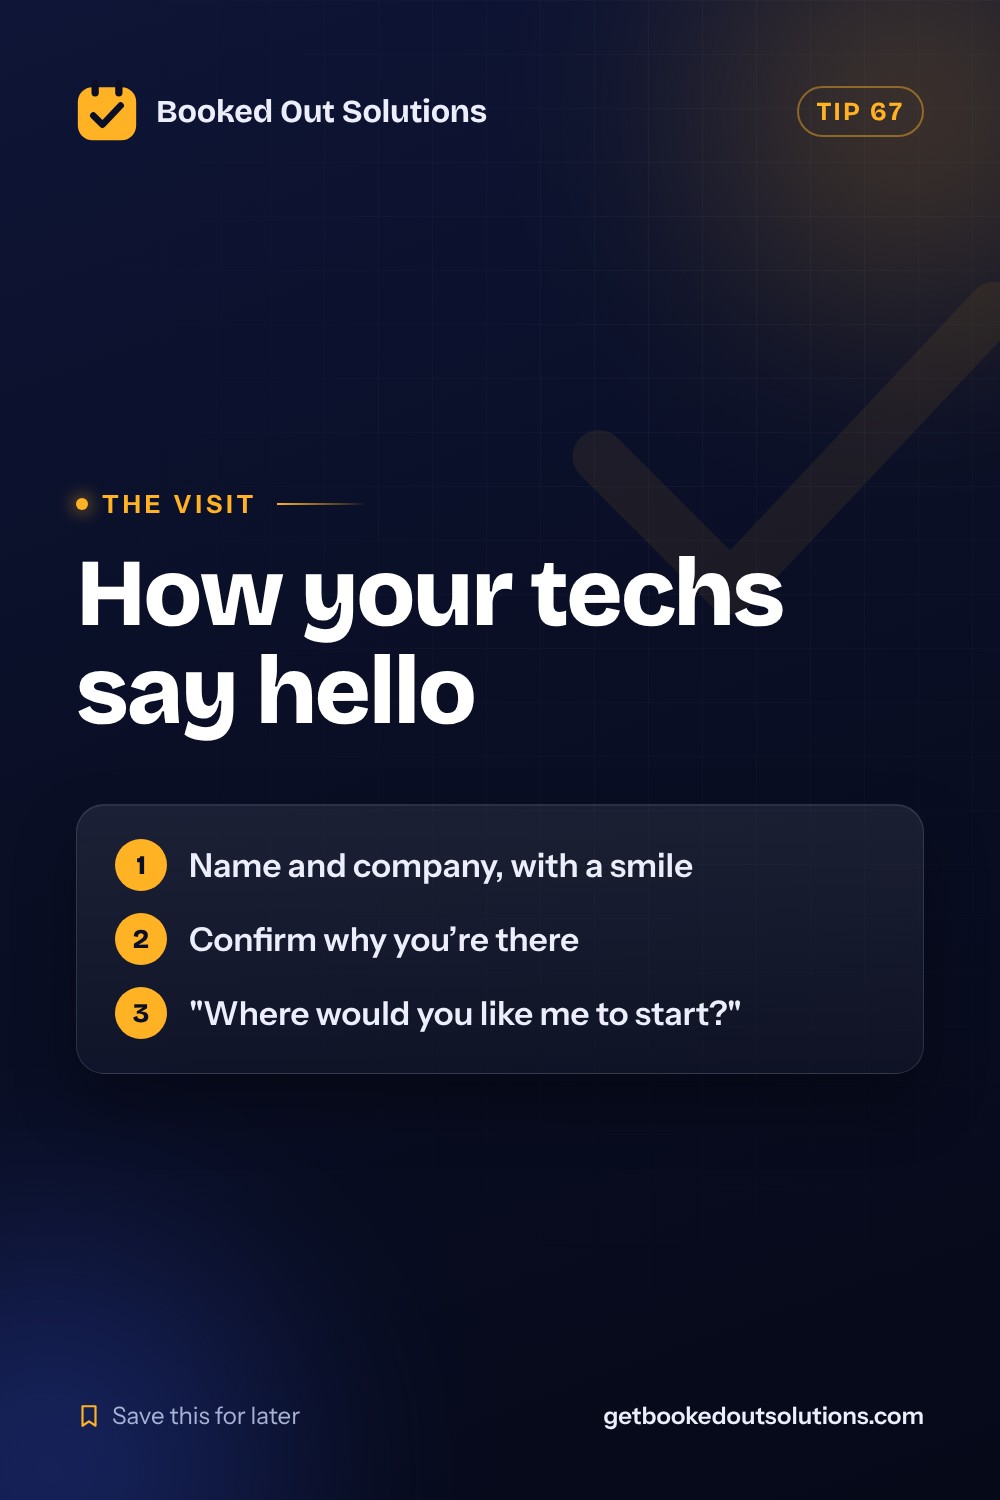 Booked Out Solutions
TIP 67
THE VISIT
How your techs
say hello
1 Name and company, with a smile
2 Confirm why you’re there
3 "Where would you like me to start?"
Save this for later
getbookedoutsolutions.com